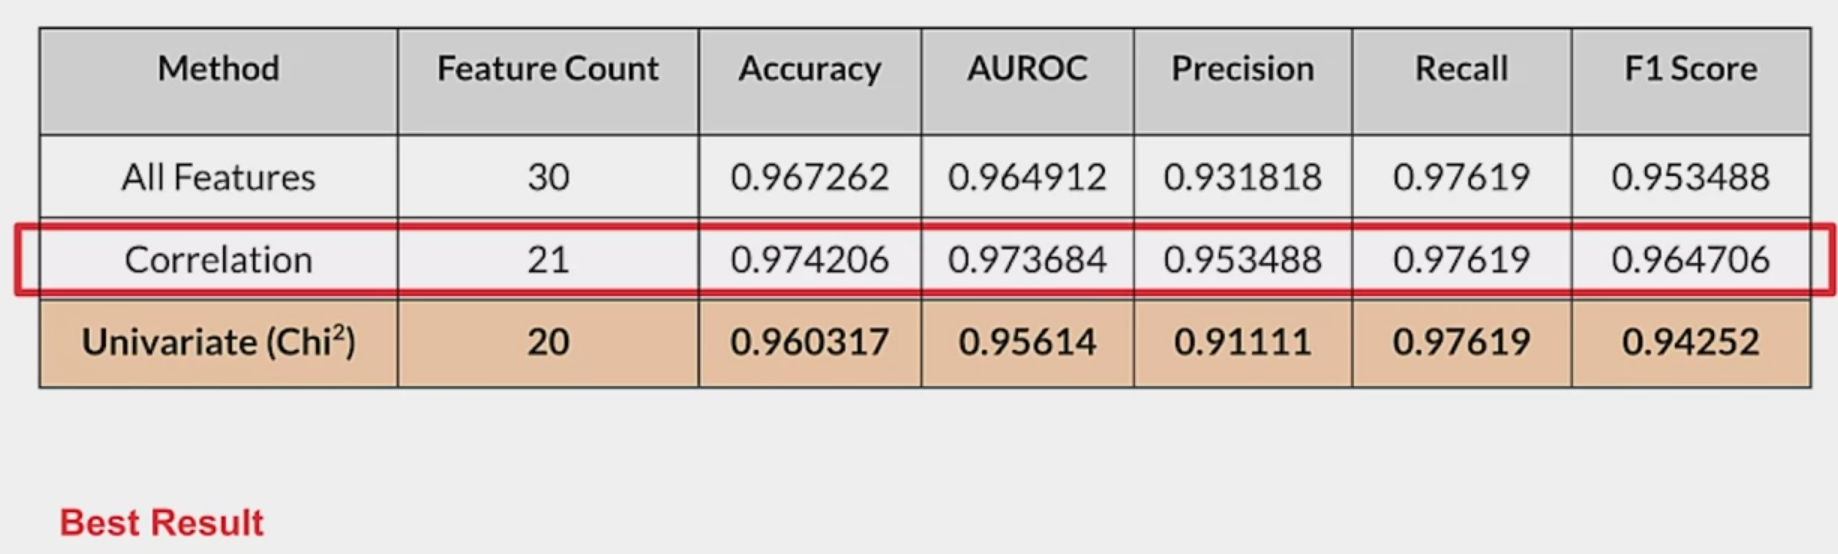 Method Feature Count Accuracy AUROC Precision Recall F1 Score
All Features 30 0.967262 0.964912 0.931818 0.97619 0.953488
Correlation 21 0.974206 0.973684 0.953488 0.97619 0.964706
Univariate (Chi²) 20 0.960317 0.95614 0.91111 0.97619 0.94252
Best Result